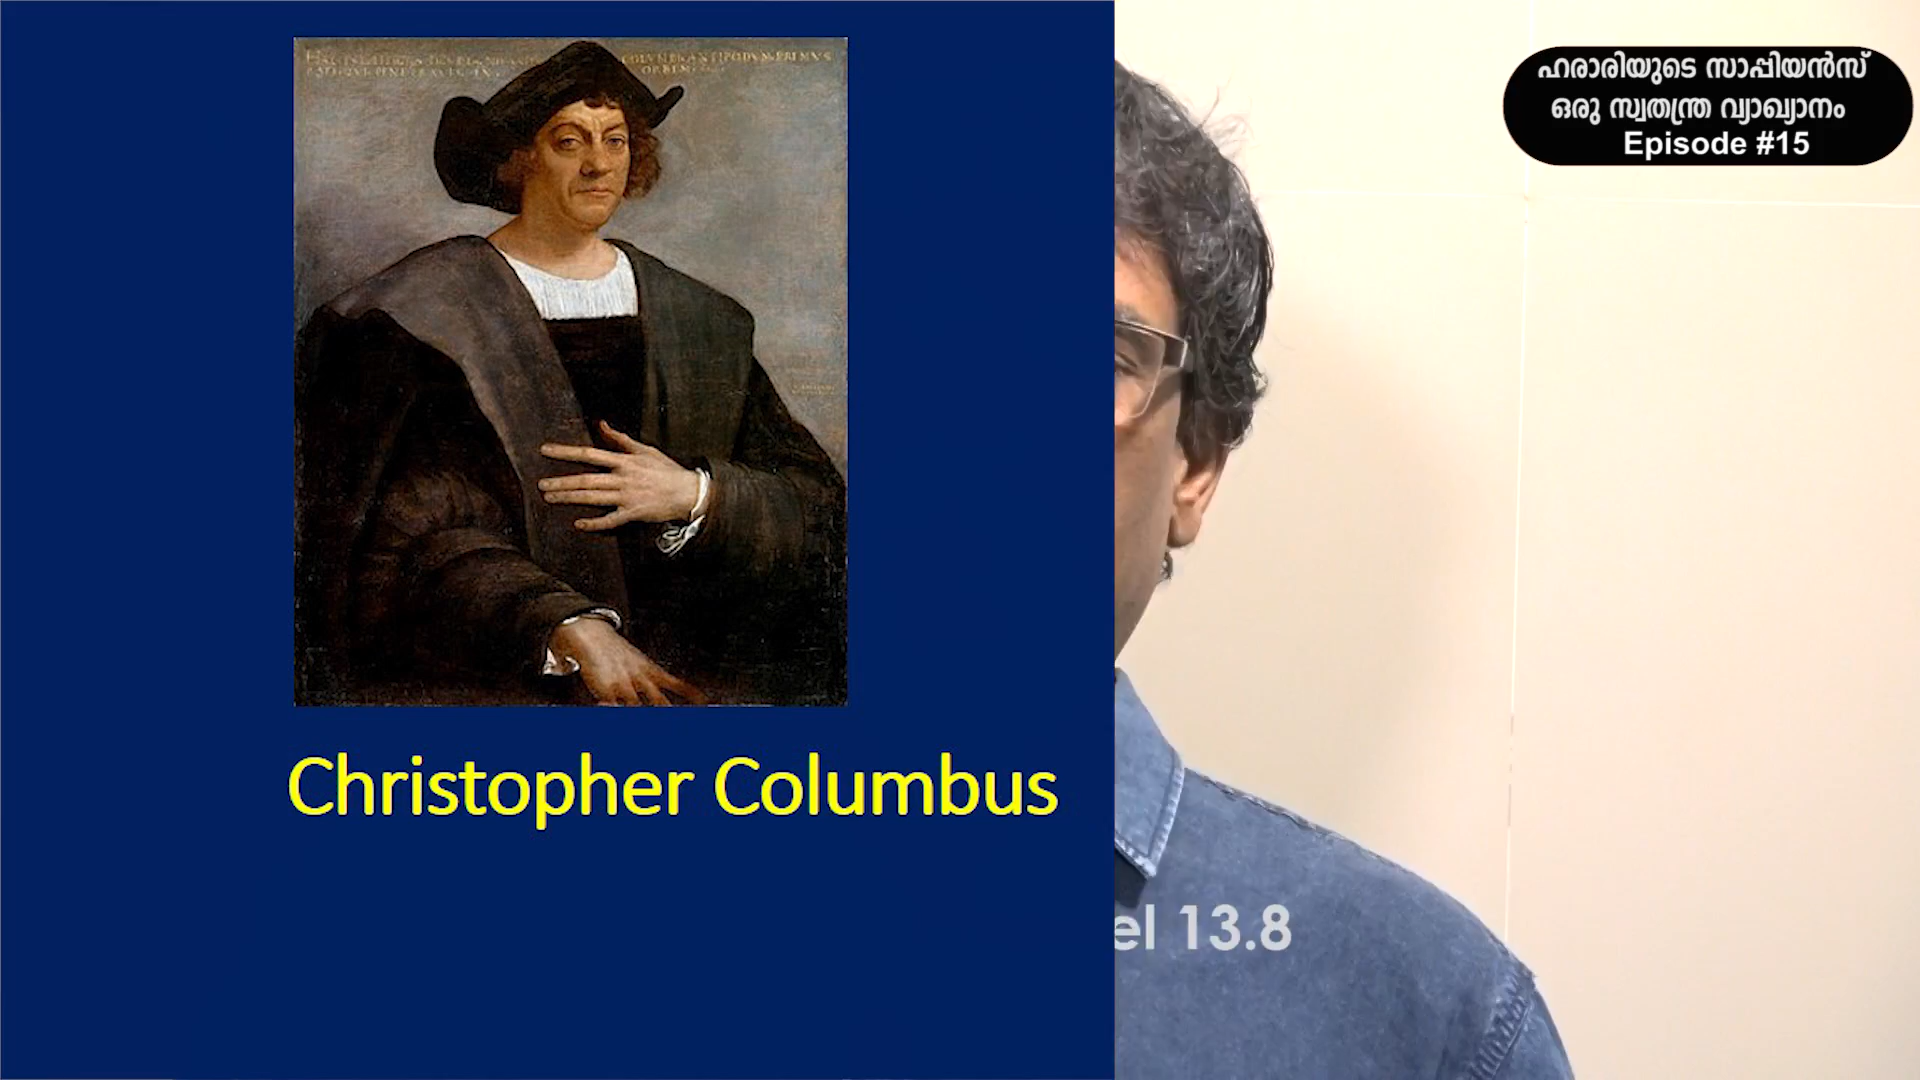 ഹരാരിയുടെ സാപ്പിയൻസ്
ഒരു സ്വതന്ത്ര വ്യാഖ്യാനം
Episode #15
Christopher Columbus
el 13.8